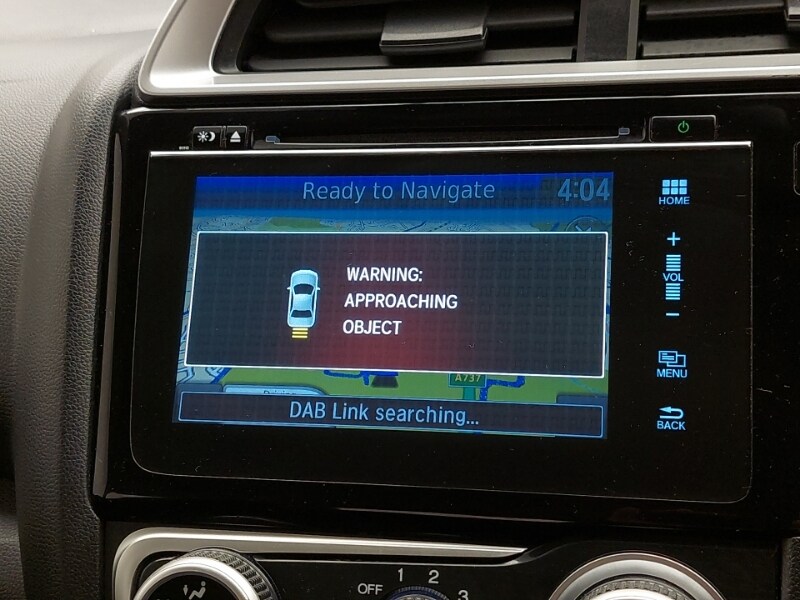 Ready to Navigate 4:04
HOME
+
VOL
−
WARNING:
APPROACHING
OBJECT
MENU
A737
DAB Link searching...
BACK
OFF 1 2 3